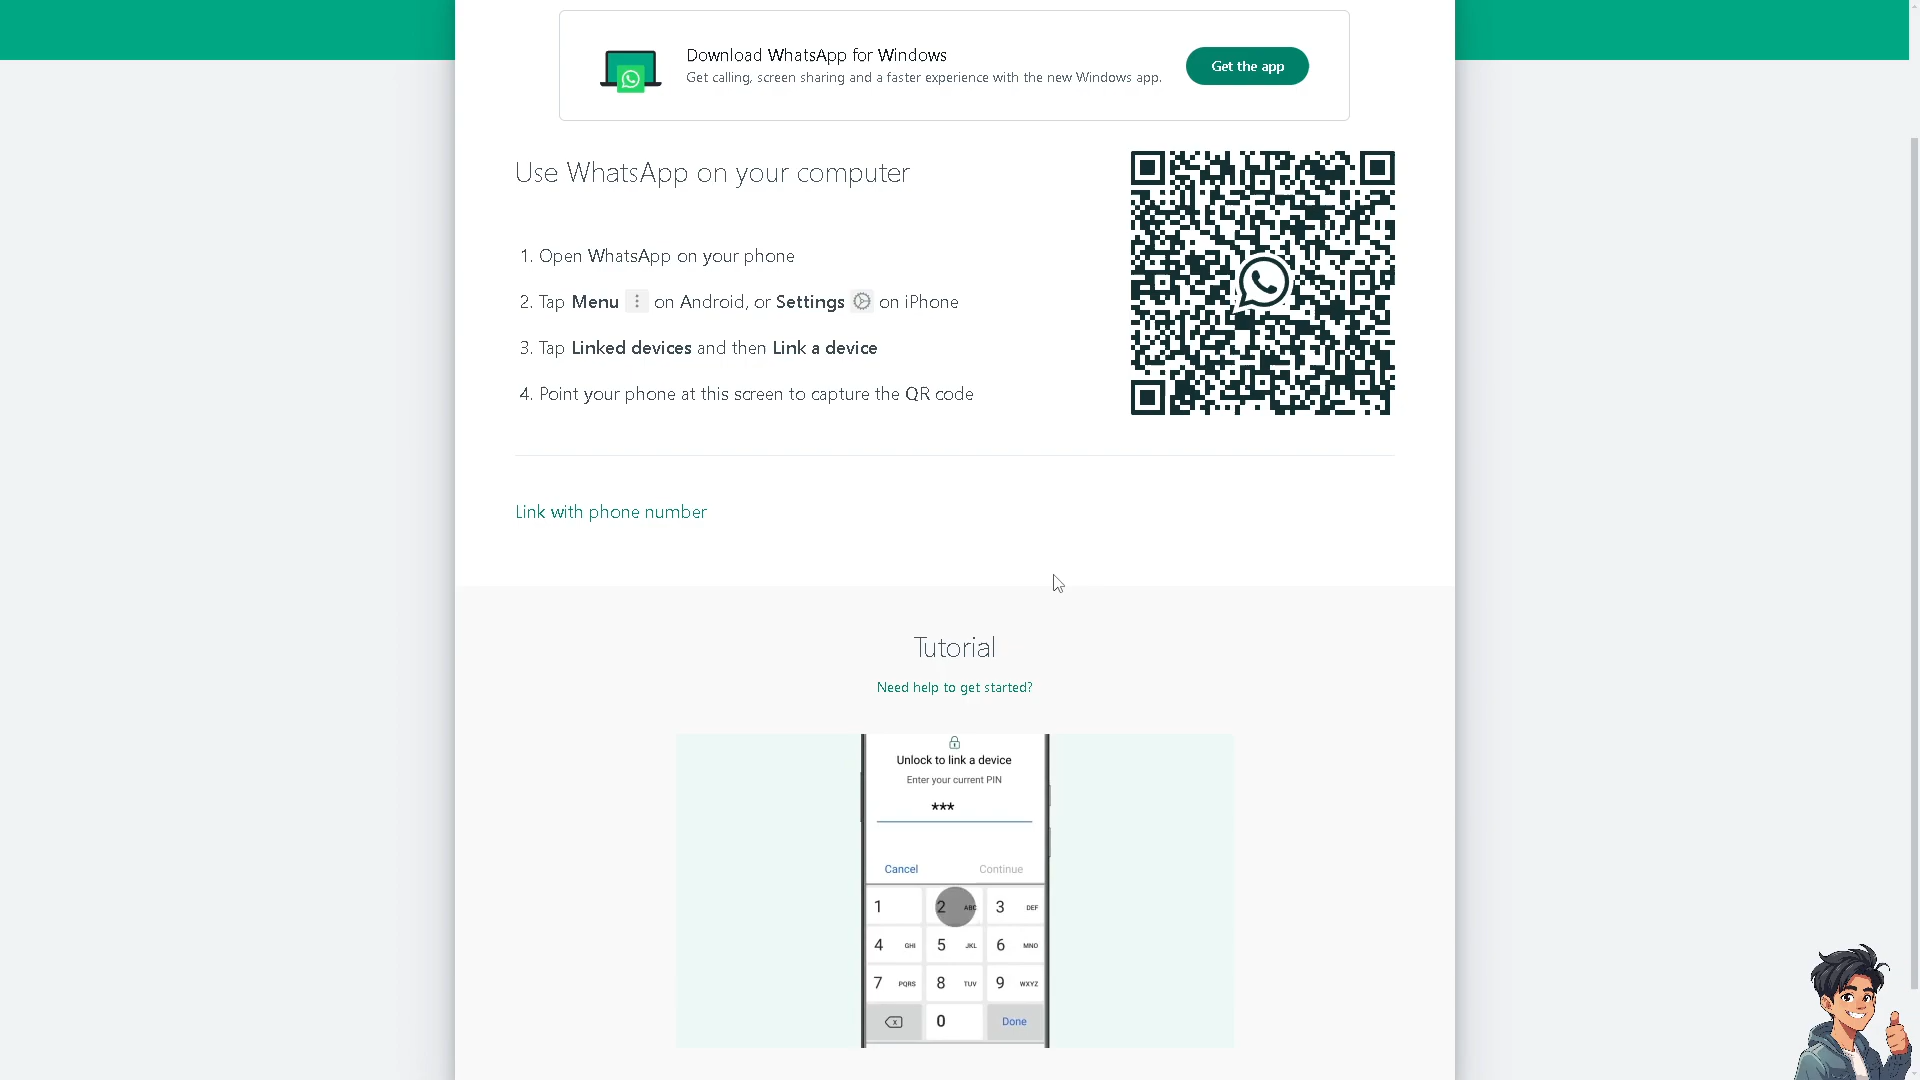 Download WhatsApp for Windows
Get calling, screen sharing and a faster experience with the new Windows app.
Get the app
Use WhatsApp on your computer
1. Open WhatsApp on your phone
2. Tap Menu on Android, or Settings on iPhone
3. Tap Linked devices and then Link a device
4. Point your phone at this screen to capture the QR code
Link with phone number
Tutorial
Need help to get started?
Unlock to link a device
Enter your current PIN
***
Cancel Continue
1 2 ABC 3 DEF
4 GHI 5 JKL 6 MNO
7 PQRS 8 TUV 9 WXYZ
0 Done